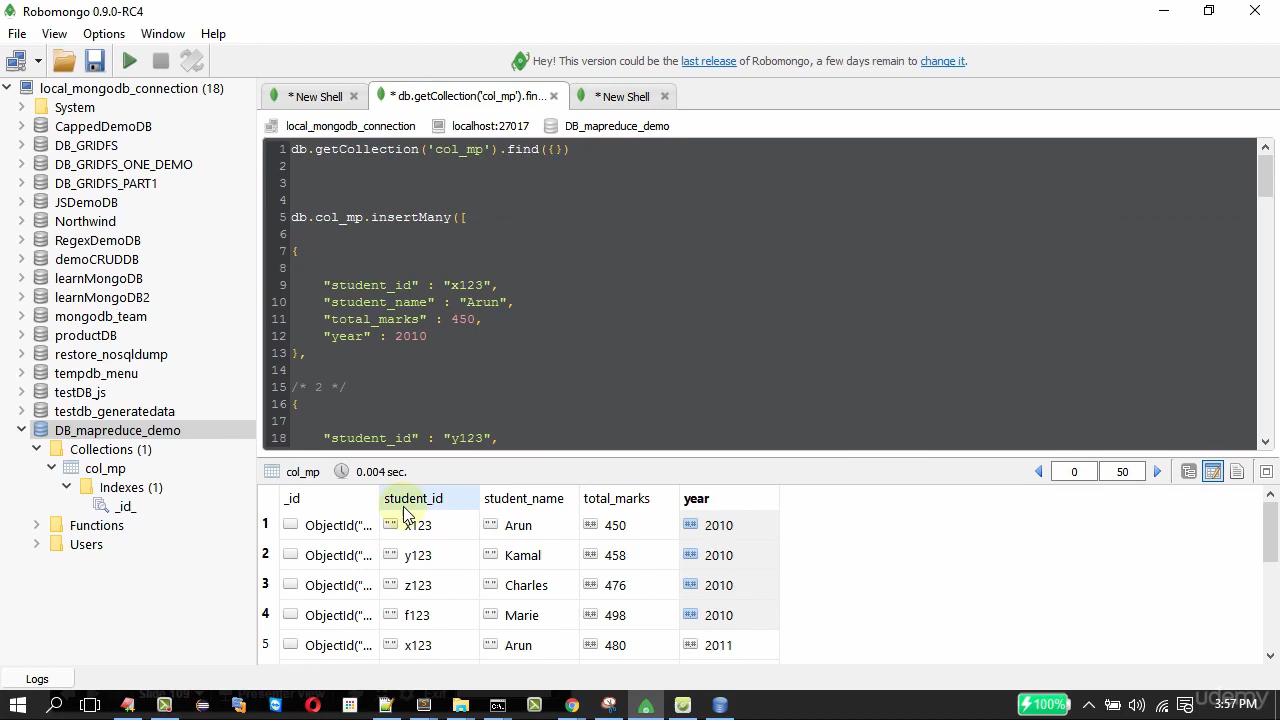 Robomongo 0.9.0-RC4
File View Options Window Help
Hey! This version could be the last release of Robomongo, a few days remain to change it.
local_mongodb_connection (18)
System
CappedDemoDB
DB_GRIDFS
DB_GRIDFS_ONE_DEMO
DB_GRIDFS_PART1
JSDemoDB
Northwind
RegexDemoDB
demoCRUDDB
learnMongoDB
learnMongoDB2
mongodb_team
productDB
restore_nosqldump
tempdb_menu
testDB_js
testdb_generatedata
DB_mapreduce_demo
Collections (1)
col_mp
Indexes (1)
_id_
Functions
Users
Logs
* New Shell * db.getCollection('col_mp').fin... * New Shell
local_mongodb_connection localhost:27017 DB_mapreduce_demo
1 db.getCollection('col_mp').find({})
2
3
4
5 db.col_mp.insertMany([
6
7 {
8
9 "student_id" : "x123",
10 "student_name" : "Arun",
11 "total_marks" : 450,
12 "year" : 2010
13 },
14
15 /* 2 */
16 {
17
18 "student_id" : "y123",
col_mp 0.004 sec. 0 50
_id student_id student_name total_marks year
1 ObjectId("... x123 Arun 450 2010
2 ObjectId("... y123 Kamal 458 2010
3 ObjectId("... z123 Charles 476 2010
4 ObjectId("... f123 Marie 498 2010
5 ObjectId("... x123 Arun 480 2011
Slide 109 Presenter view Exit
100% 3:57 PM
udemy